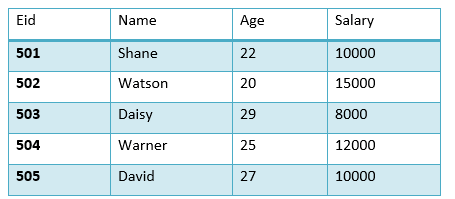 Eid Name Age Salary
501 Shane 22 10000
502 Watson 20 15000
503 Daisy 29 8000
504 Warner 25 12000
505 David 27 10000